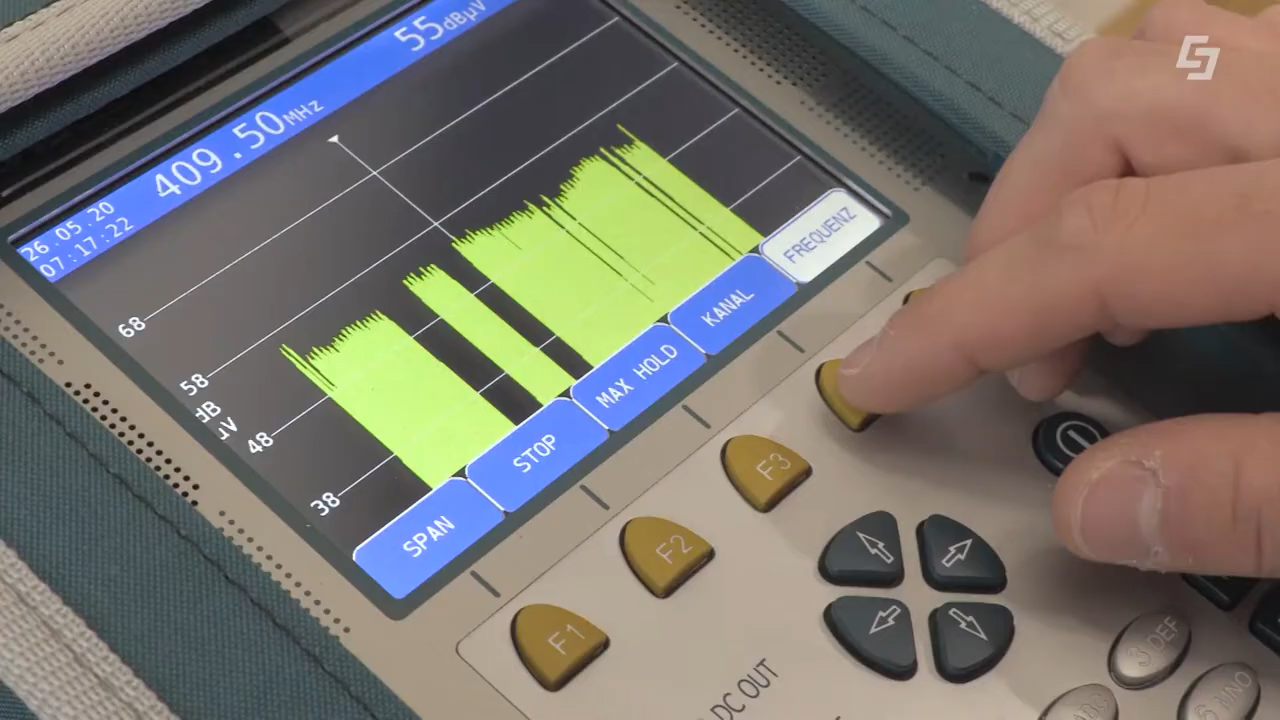 26.05.20
07:17:22
409.50MHz
55dBµV
68
58
dB
µV
48
38
SPAN
STOP
MAX HOLD
KANAL
FREQUENZ
F1
F2
F3
DC OUT
3 DEF
MNO